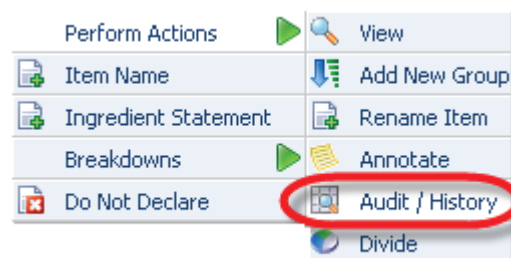 Perform Actions
Item Name
Ingredient Statement
Breakdowns
Do Not Declare
View
Add New Group
Rename Item
Annotate
Audit / History
Divide